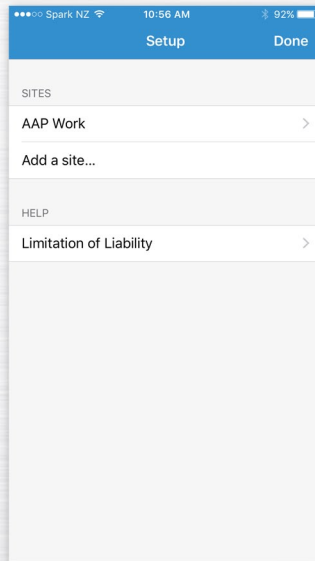 Spark NZ 10:56 AM 92%
Setup Done
SITES
AAP Work
Add a site...
HELP
Limitation of Liability